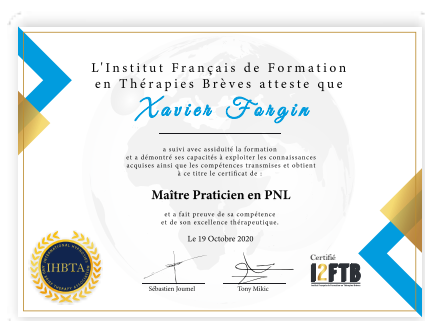 L'Institut Français de Formation
en Thérapies Brèves atteste que
Xavier Forgin
a suivi avec assiduité la formation
et a démontré ses capacités à exploiter les connaissances
acquises ainsi que les compétences transmises et obtient
à ce titre le certificat de :
Maître Praticien en PNL
et a fait preuve de sa compétence
et de son excellence thérapeutique.
Le 19 Octobre 2020
Sébastien Joumel
Tony Mikic
IHBTA
Certifié
I2FTB